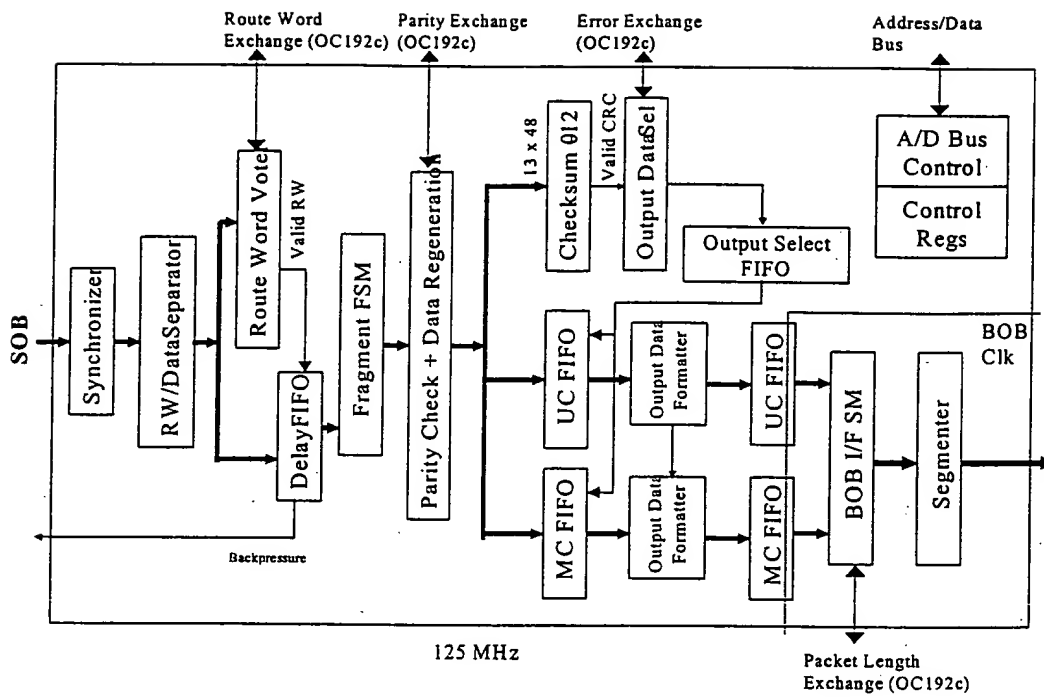 Route Word
Exchange (OC192c)
Parity Exchange
(OC192c)
Error Exchange
(OC192c)
Address/Data
Bus
Route Word Voter
Valid RW
13 x 48
Checksum 012
Valid CRC
Output DataSel
A/D Bus
Control
Control
Regs
Output Select
FIFO
SOB
Synchronizer
RW/DataSeparator
DelayFIFO
Fragment FSM
Parity Check + Data Regeneration
UC FIFO
Output Data
Formatter
UC FIFO
BOB
Clk
BOB I/F SM
Segmenter
MC FIFO
Output Data
Formatter
MC FIFO
Backpressure
125 MHz
Packet Length
Exchange (OC192c)